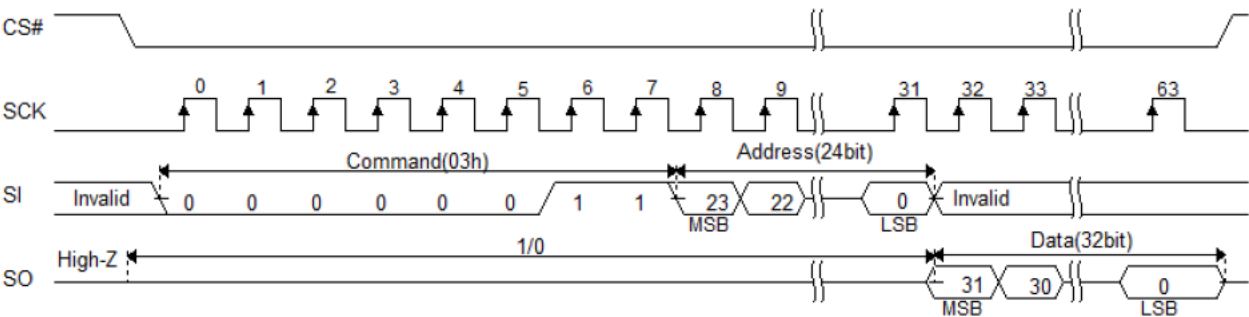 CS#
0 1 2 3 4 5 6 7 8 9 31 32 33 63
SCK
Command(03h) Address(24bit)
SI Invalid 0 0 0 0 0 0 1 1 23 22 0 Invalid
MSB LSB
High-Z 1/0 Data(32bit)
SO 31 30 0
MSB LSB